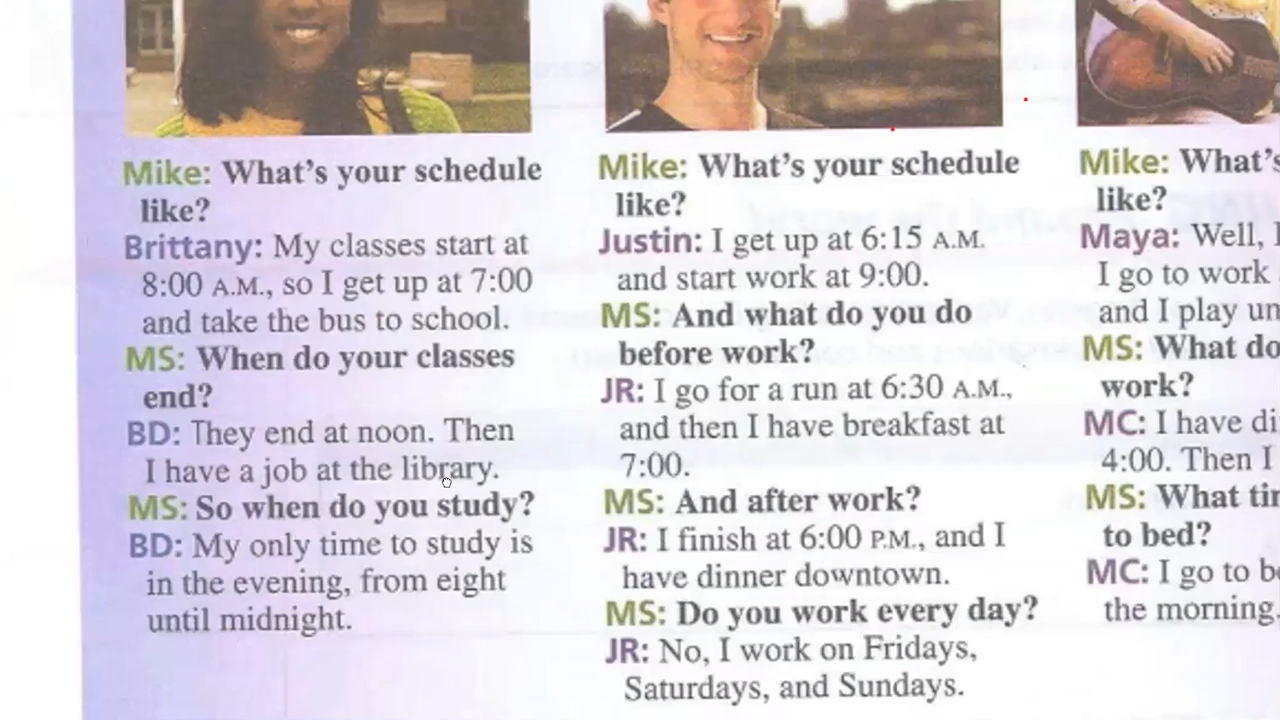 Mike: What's your schedule
like?
Brittany: My classes start at
8:00 A.M., so I get up at 7:00
and take the bus to school.
MS: When do your classes
end?
BD: They end at noon. Then
I have a job at the library.
MS: So when do you study?
BD: My only time to study is
in the evening, from eight
until midnight.
Mike: What's your schedule
like?
Justin: I get up at 6:15 A.M.
and start work at 9:00.
MS: And what do you do
before work?
JR: I go for a run at 6:30 A.M.,
and then I have breakfast at
7:00.
MS: And after work?
JR: I finish at 6:00 P.M., and I
have dinner downtown.
MS: Do you work every day?
JR: No, I work on Fridays,
Saturdays, and Sundays.
Mike: What's
like?
Maya: Well, I
I go to work
and I play un
MS: What do
work?
MC: I have di
4:00. Then I
MS: What tim
to bed?
MC: I go to be
the morning.